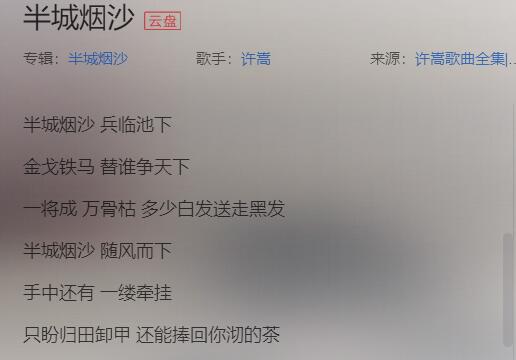 半城烟沙 云盘
专辑：半城烟沙 歌手：许嵩 来源：许嵩歌曲全集|...
半城烟沙 兵临池下
金戈铁马 替谁争天下
一将成 万骨枯 多少白发送走黑发
半城烟沙 随风而下
手中还有 一缕牵挂
只盼归田卸甲 还能捧回你沏的茶